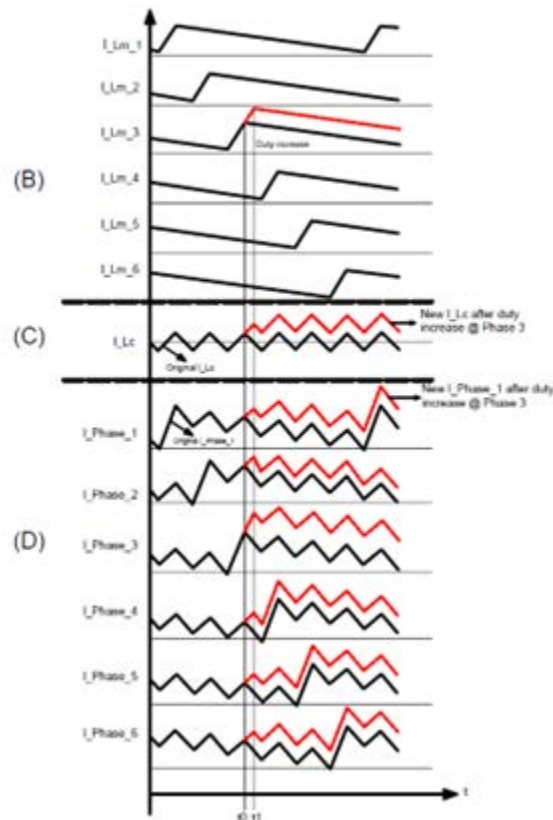 I_Lm_1
I_Lm_2
I_Lm_3
Duty increase
(B)
I_Lm_4
I_Lm_5
I_Lm_6
(C)
I_Lc
New I_Lc after duty
increase @ Phase 3
Original I_Lc
New I_Phase_1 after duty
increase @ Phase 3
I_Phase_1
Original I_Phase_1
I_Phase_2
(D)
I_Phase_3
I_Phase_4
I_Phase_5
I_Phase_6
t
t0 t1